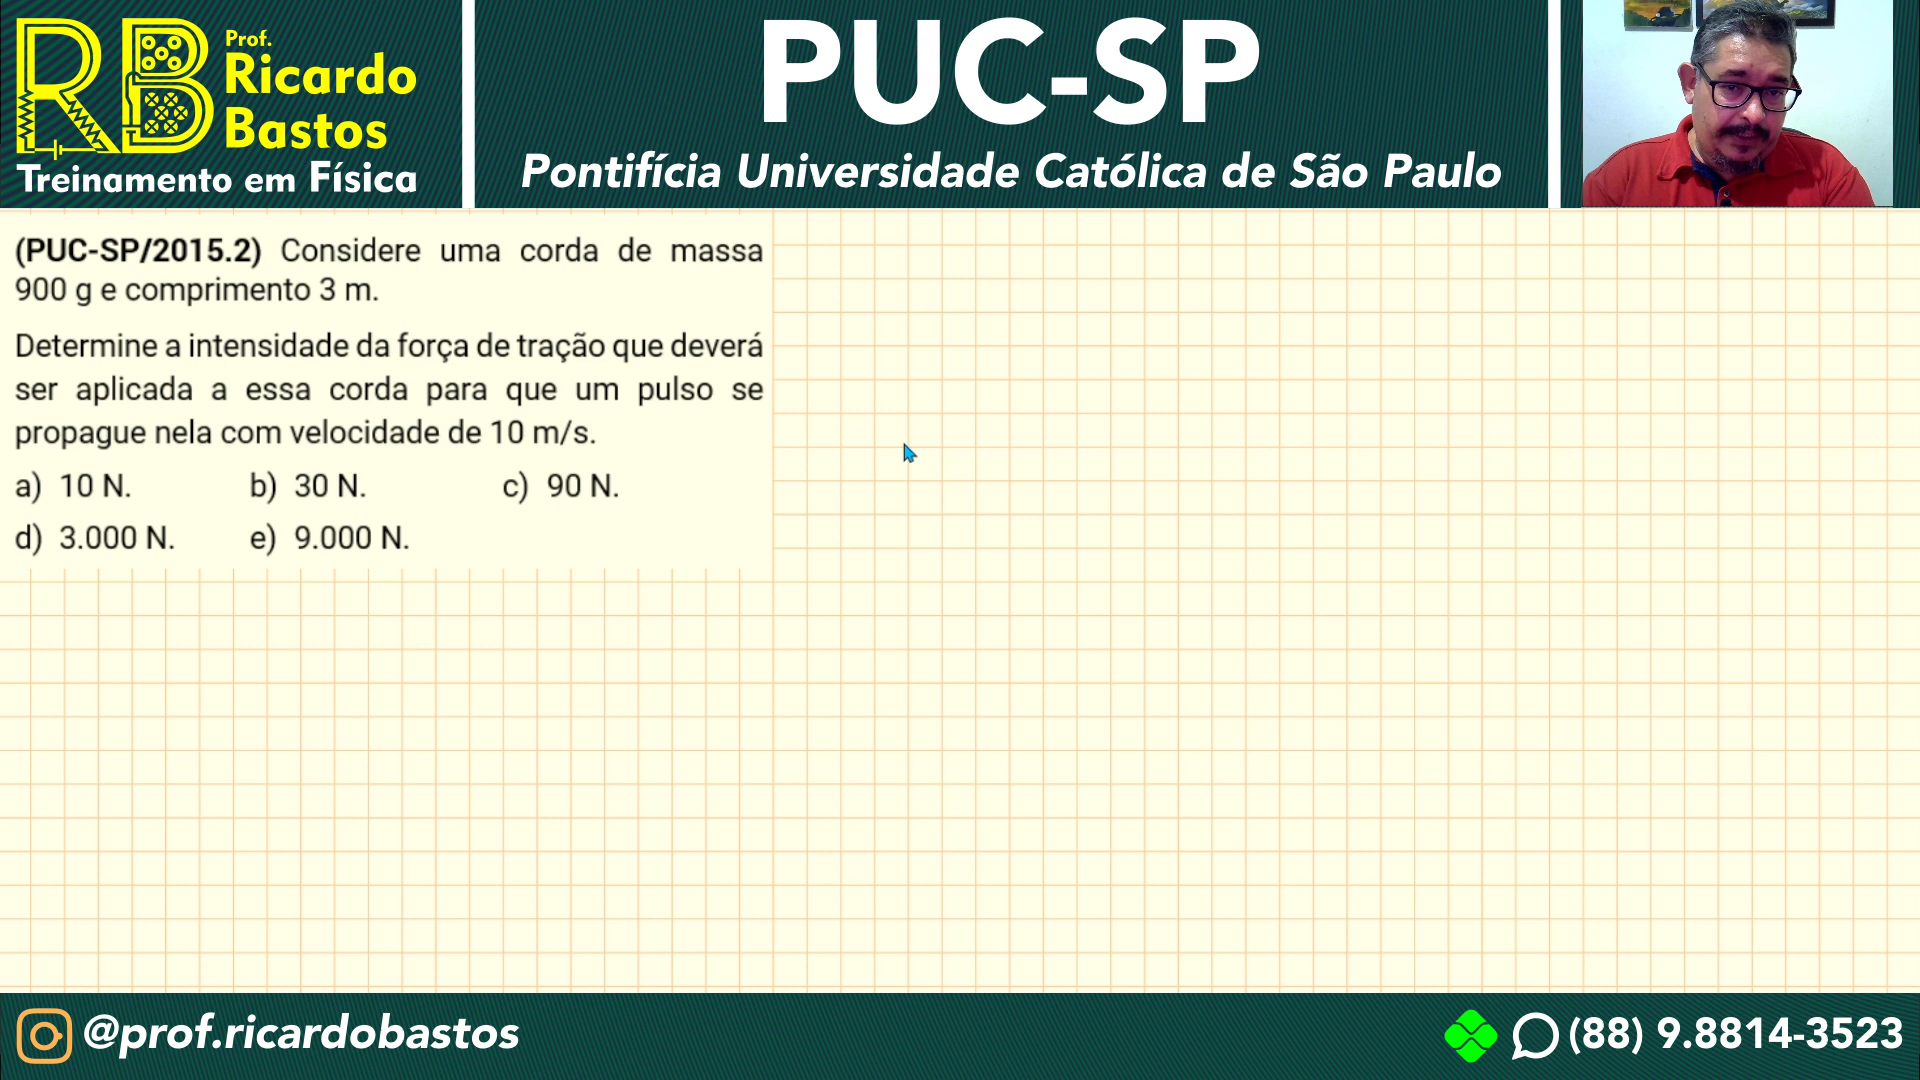 RB
Prof.
Ricardo
Bastos
Treinamento em Física
PUC-SP
Pontifícia Universidade Católica de São Paulo
(PUC-SP/2015.2) Considere uma corda de massa
900 g e comprimento 3 m.
Determine a intensidade da força de tração que deverá
ser aplicada a essa corda para que um pulso se
propague nela com velocidade de 10 m/s.
a) 10 N. b) 30 N. c) 90 N.
d) 3.000 N. e) 9.000 N.
@prof.ricardobastos
(88) 9.8814-3523